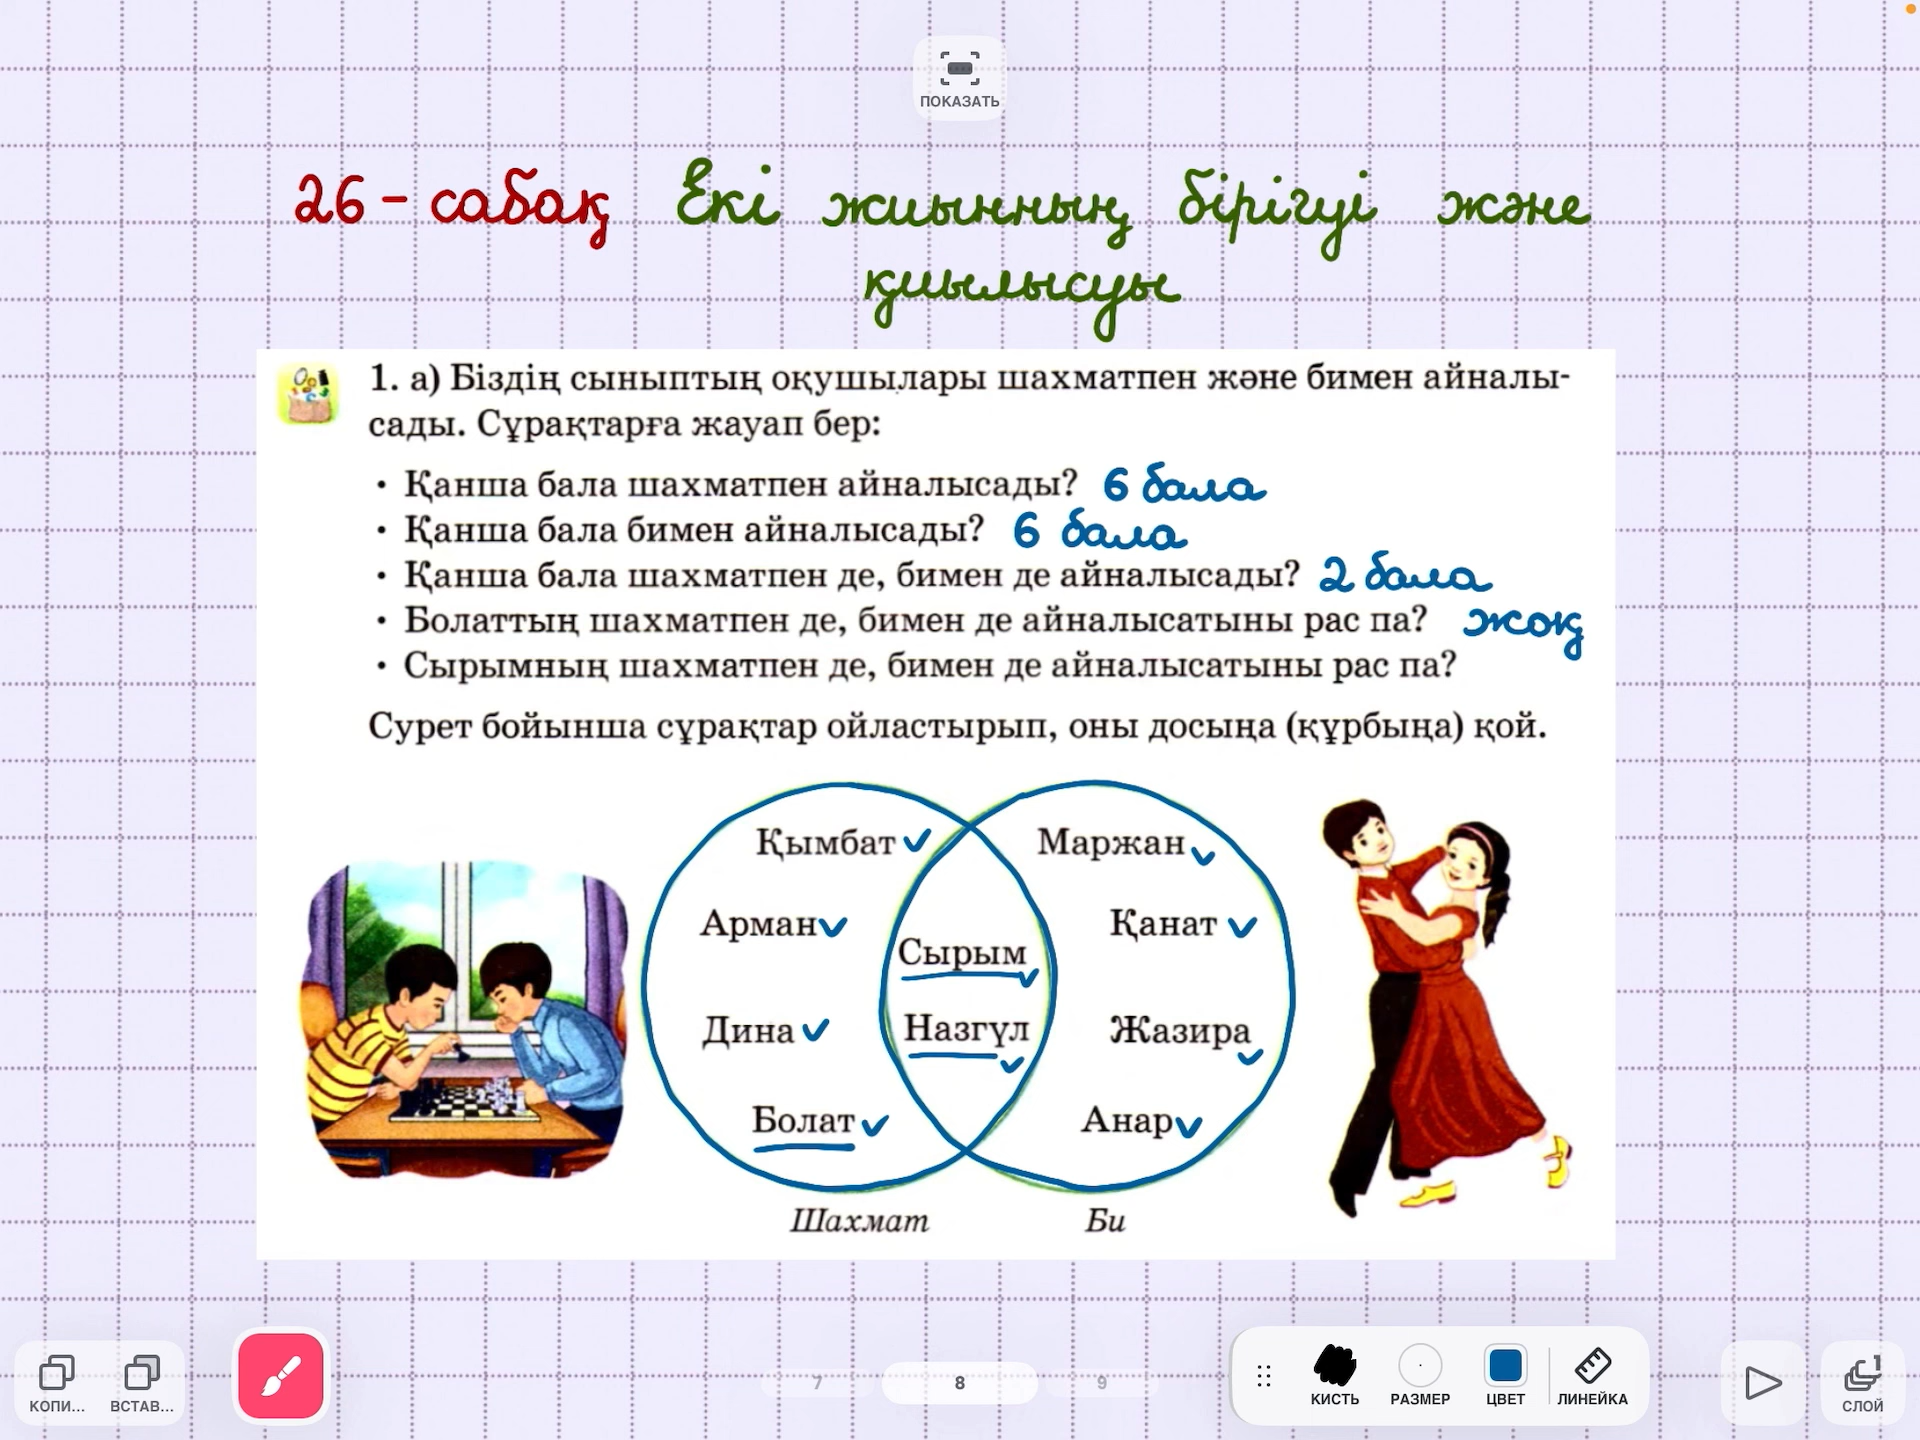 ПОКАЗАТЬ
26 - сабақ Екі жиынның бірігуі және
қиылысуы
1. а) Біздің сыныптың оқушылары шахматпен және бимен айналы-
сады. Сұрақтарға жауап бер:
• Қанша бала шахматпен айналысады? 6 бала
• Қанша бала бимен айналысады? 6 бала
• Қанша бала шахматпен де, бимен де айналысады? 2 бала
• Болаттың шахматпен де, бимен де айналысатыны рас па? жоқ
• Сырымның шахматпен де, бимен де айналысатыны рас па?
Сурет бойынша сұрақтар ойластырып, оны досыңа (құрбыңа) қой.
Қымбат Маржан
Арман Қанат
Сырым
Дина Назгүл Жазира
Болат Анар
Шахмат Би
КОПИ... ВСТАВ... 7 8 9 КИСТЬ РАЗМЕР ЦВЕТ ЛИНЕЙКА СЛОЙ